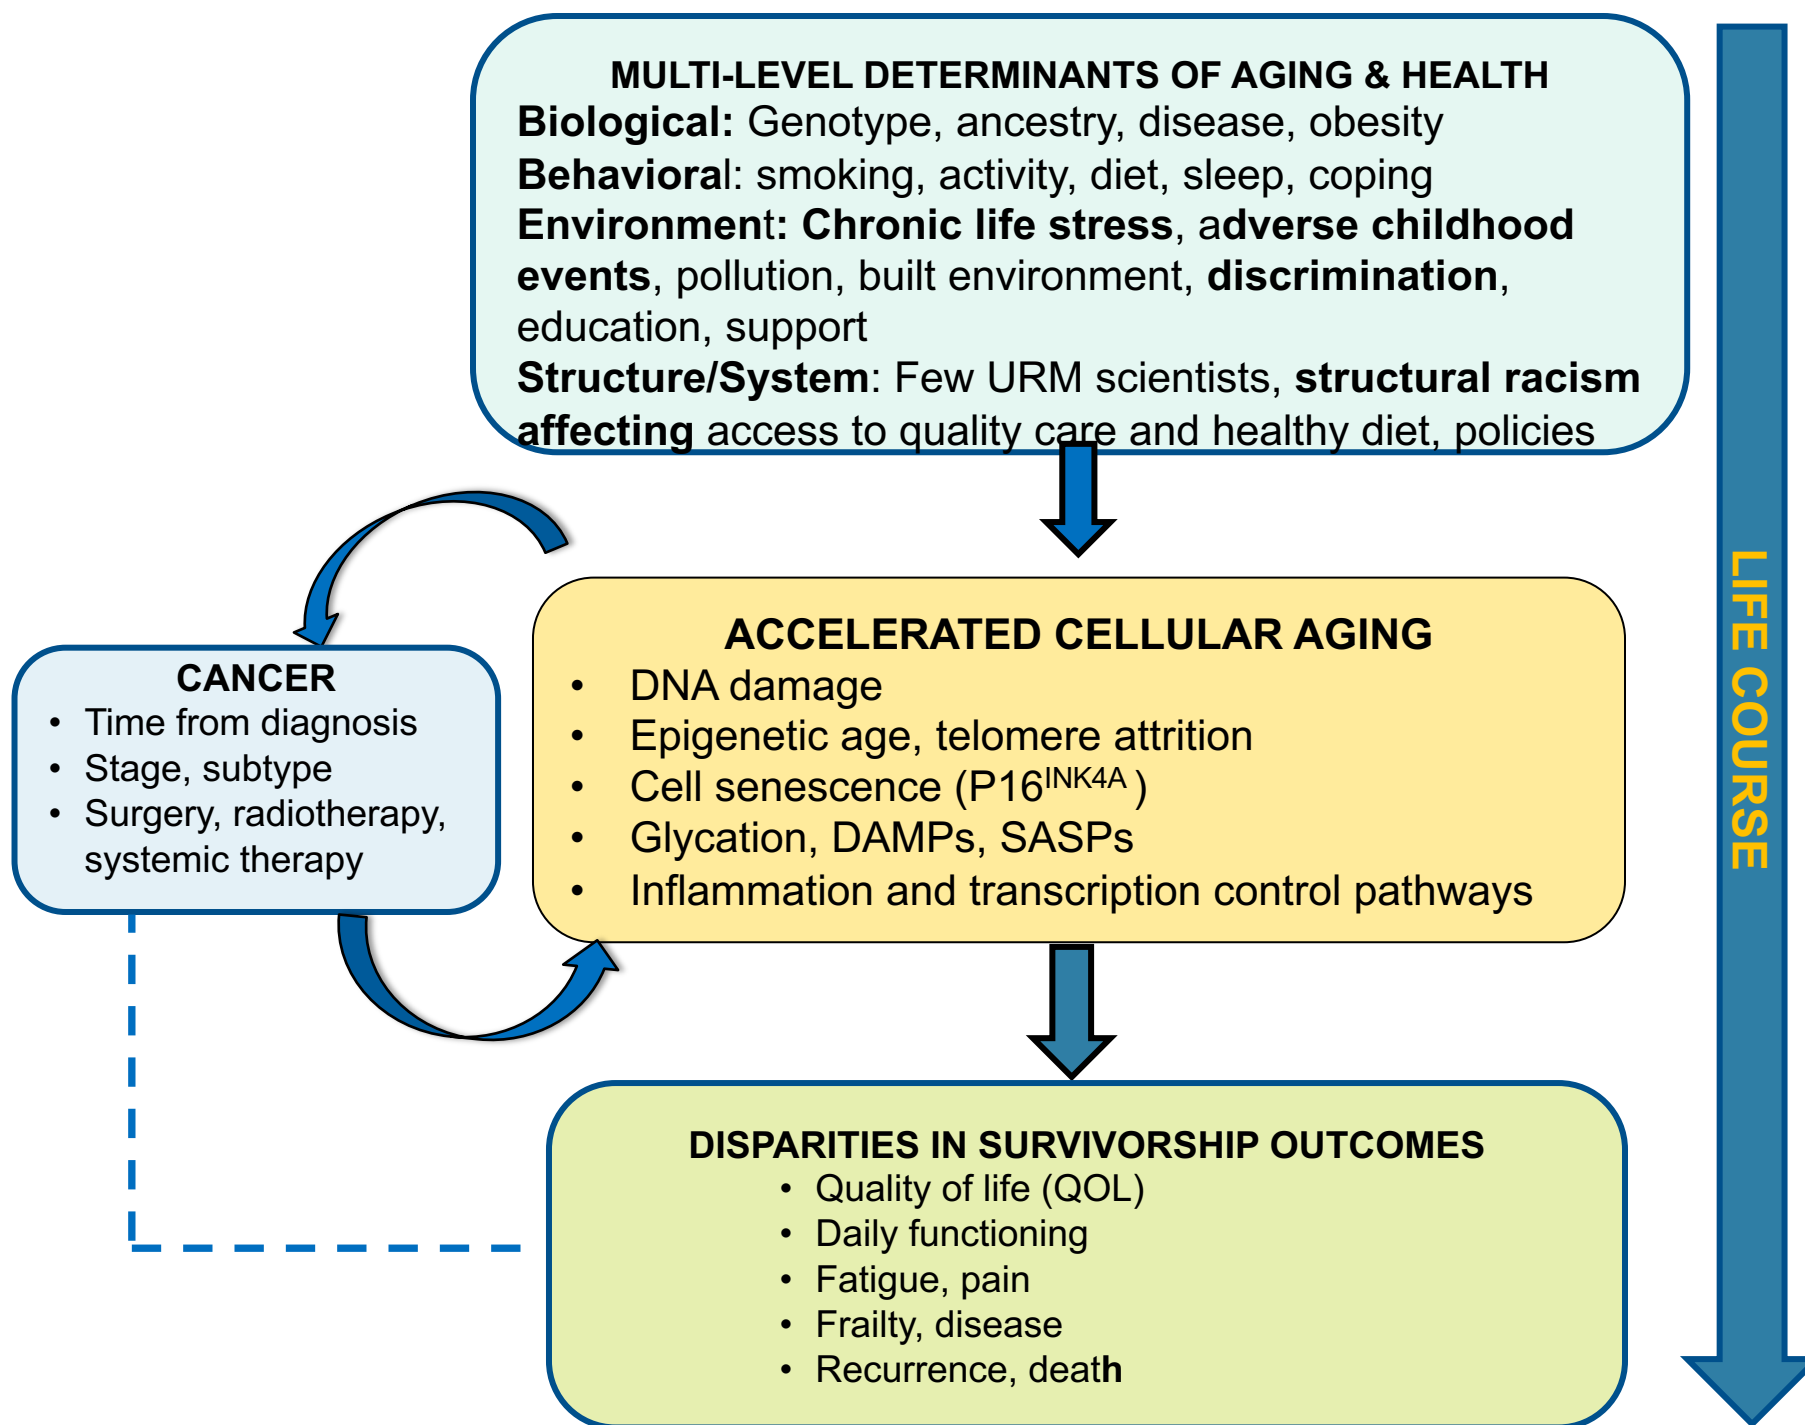 MULTI-LEVEL DETERMINANTS OF AGING & HEALTH
Biological: Genotype, ancestry, disease, obesity
Behavioral: smoking, activity, diet, sleep, coping
Environment: Chronic life stress, adverse childhood
events, pollution, built environment, discrimination,
education, support
Structure/System: Few URM scientists, structural racism
affecting access to quality care and healthy diet, policies
CANCER
• Time from diagnosis
• Stage, subtype
• Surgery, radiotherapy,
systemic therapy
ACCELERATED CELLULAR AGING
• DNA damage
• Epigenetic age, telomere attrition
• Cell senescence (P16INK4A )
• Glycation, DAMPs, SASPs
• Inflammation and transcription control pathways
DISPARITIES IN SURVIVORSHIP OUTCOMES
• Quality of life (QOL)
• Daily functioning
• Fatigue, pain
• Frailty, disease
• Recurrence, death
LIFE COURSE